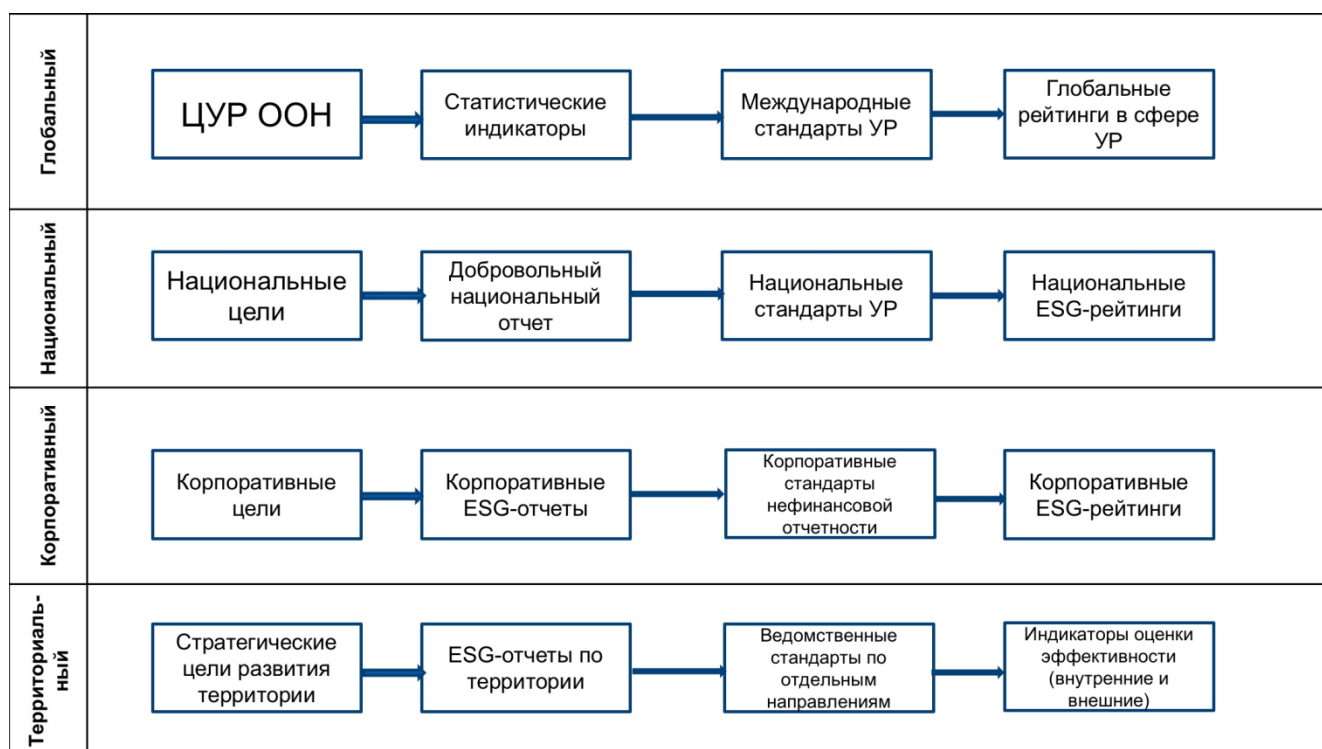 Глобальный
ЦУР ООН
Статистические
индикаторы
Международные
стандарты УР
Глобальные
рейтинги в сфере
УР
Национальный
Национальные
цели
Добровольный
национальный
отчет
Национальные
стандарты УР
Национальные
ESG-рейтинги
Корпоративный
Корпоративные
цели
Корпоративные
ESG-отчеты
Корпоративные
стандарты
нефинансовой
отчетности
Корпоративные
ESG-рейтинги
Территориаль-
ный
Стратегические
цели развития
территории
ESG-отчеты по
территории
Ведомственные
стандарты по
отдельным
направлениям
Индикаторы оценки
эффективности
(внутренние и
внешние)